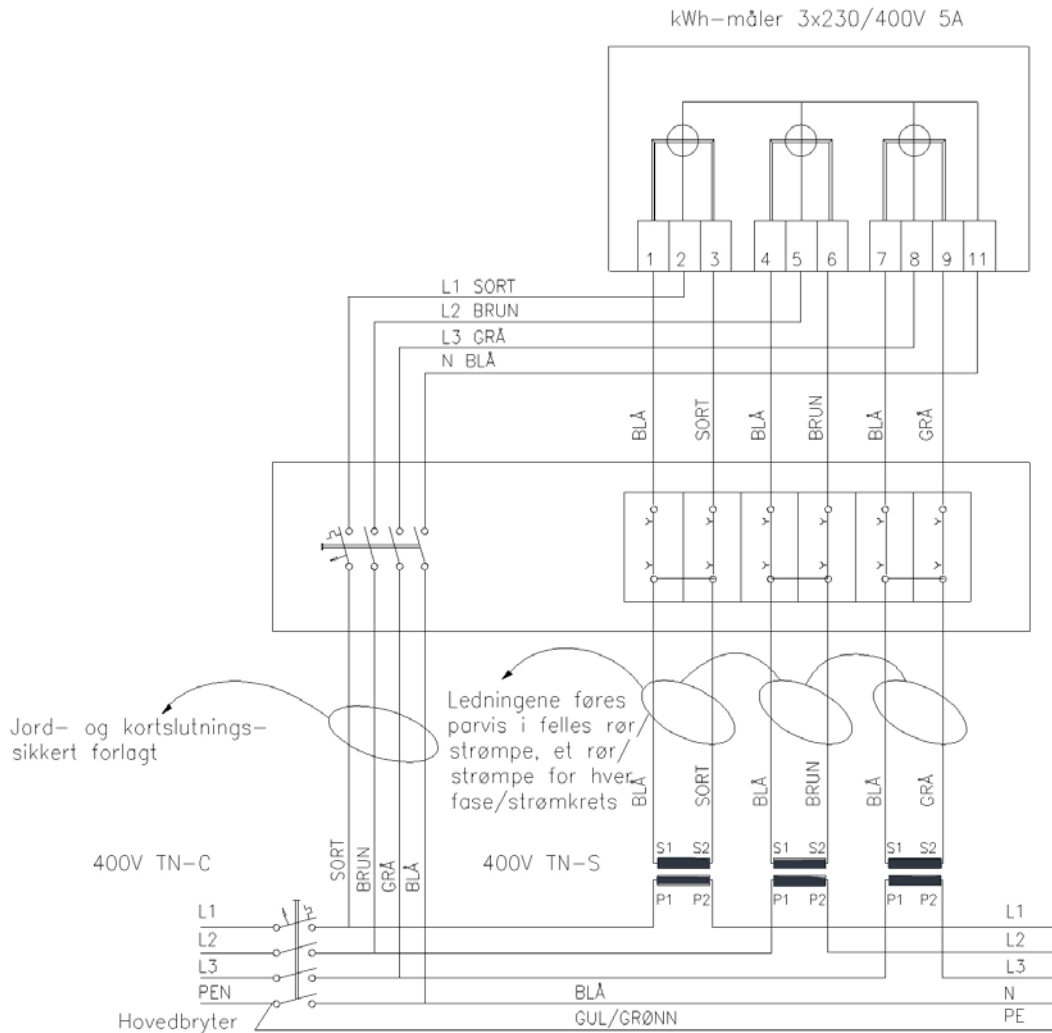 kWh-måler 3x230/400V 5A
1 2 3 4 5 6 7 8 9 11
L1 SORT
L2 BRUN
L3 GRÅ
N BLÅ
BLÅ SORT BLÅ BRUN BLÅ GRÅ
Jord- og kortslutnings-
sikkert forlagt
Ledningene føres
parvis i felles rør/
strømpe, et rør/
strømpe for hver
fase/strømkrets
BLÅ SORT BLÅ BRUN BLÅ GRÅ
400V TN-C
SORT BRUN GRÅ BLÅ
400V TN-S
S1 S2 S1 S2 S1 S2
P1 P2 P1 P2 P1 P2
L1 L1
L2 L2
L3 L3
PEN BLÅ N
Hovedbryter GUL/GRØNN PE